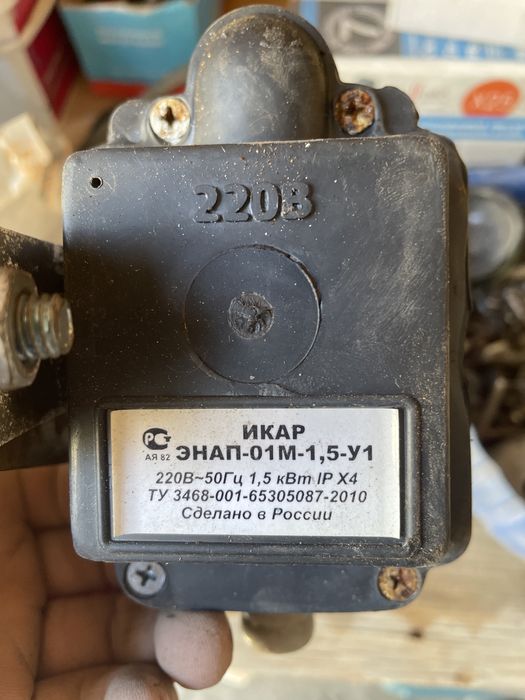 220В
ИКАР
АЯ 82 ЭНАП-01М-1,5-У1
220В~50Гц 1,5 кВт IP X4
ТУ 3468-001-65305087-2010
Сделано в России